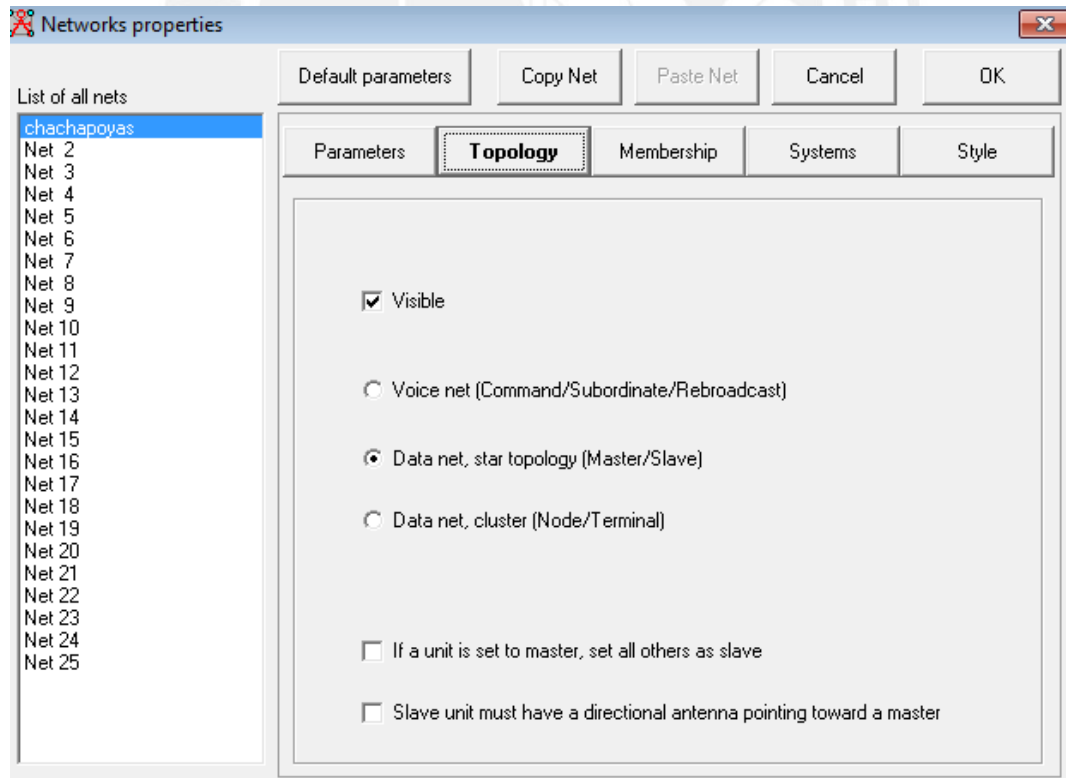 Networks properties
Default parameters
Copy Net
Paste Net
Cancel
OK
List of all nets
chachapoyas
Net 2
Net 3
Net 4
Net 5
Net 6
Net 7
Net 8
Net 9
Net 10
Net 11
Net 12
Net 13
Net 14
Net 15
Net 16
Net 17
Net 18
Net 19
Net 20
Net 21
Net 22
Net 23
Net 24
Net 25
Parameters
Topology
Membership
Systems
Style
Visible
Voice net (Command/Subordinate/Rebroadcast)
Data net, star topology (Master/Slave)
Data net, cluster (Node/Terminal)
If a unit is set to master, set all others as slave
Slave unit must have a directional antenna pointing toward a master